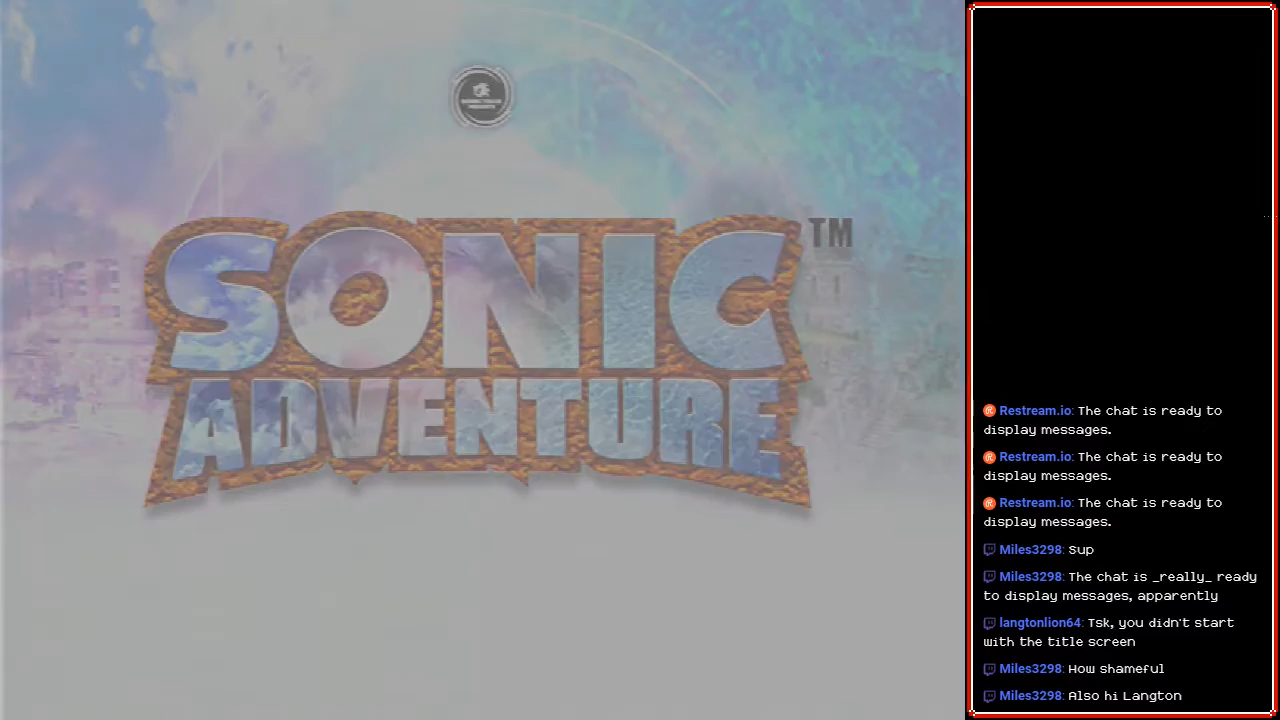 SONIC
TM
ADVENTURE
Restream.io: The chat is ready to
display messages.
Restream.io: The chat is ready to
display messages.
Restream.io: The chat is ready to
display messages.
Miles3298: Sup
Miles3298: The chat is _really_ ready
to display messages, apparently
langtonlion64: Tsk, you didn't start
with the title screen
Miles3298: How shameful
Miles3298: Also hi Langton